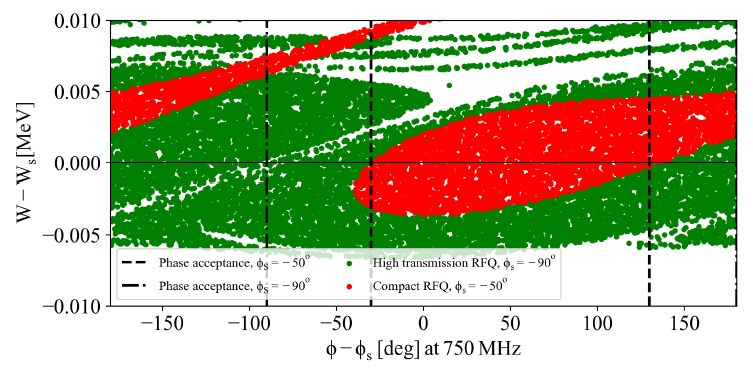 0.010
0.005
0.000
−0.005
−0.010
W − Wₛ [MeV]
Phase acceptance, ϕₛ = −50°
Phase acceptance, ϕₛ = −90°
High transmission RFQ, ϕₛ = −90°
Compact RFQ, ϕₛ = −50°
−150 −100 −50 0 50 100 150
ϕ − ϕₛ [deg] at 750 MHz